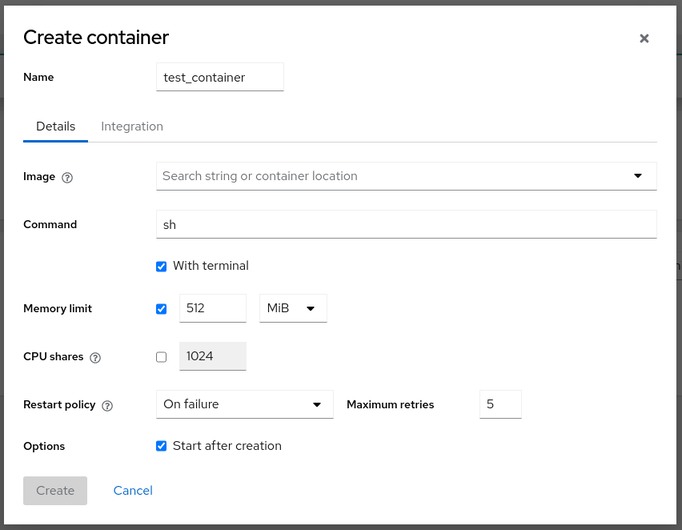 Create container
Name test_container
Details Integration
Image Search string or container location
Command sh
With terminal
Memory limit 512 MiB
CPU shares 1024
Restart policy On failure Maximum retries 5
Options Start after creation
Create Cancel